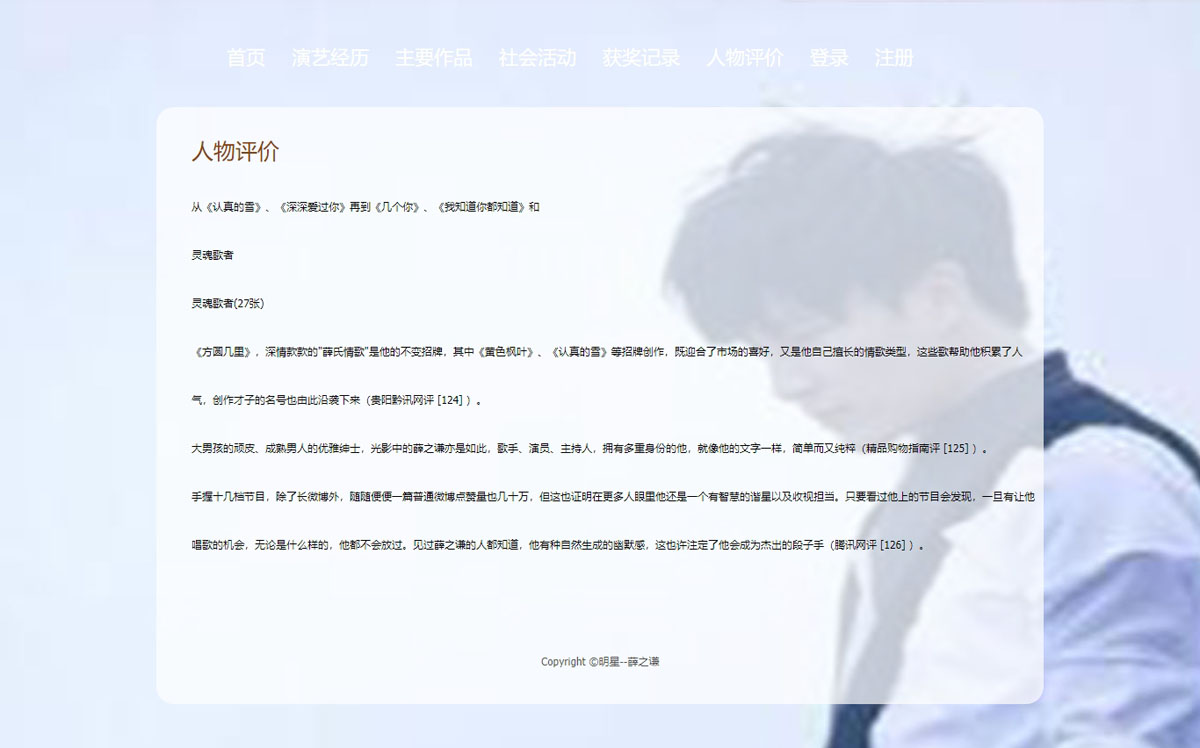 首页 演艺经历 主要作品 社会活动 获奖记录 人物评价 登录 注册
人物评价
从《认真的雪》、《深深爱过你》再到《几个你》、《我知道你都知道》和
灵魂歌者
灵魂歌者(27张)
《方圆几里》，深情款款的"薛氏情歌"是他的不变招牌，其中《黄色枫叶》、《认真的雪》等招牌创作，既迎合了市场的喜好，又是他自己擅长的情歌类型，这些歌帮助他积累了人
气，创作才子的名号也由此沿袭下来（贵阳黔讯网评 [124] ）。
大男孩的顽皮、成熟男人的优雅绅士，光影中的薛之谦亦是如此，歌手、演员、主持人，拥有多重身份的他，就像他的文字一样，简单而又纯粹（精品购物指南评 [125] ）。
手握十几档节目，除了长微博外，随随便便一篇普通微博点赞量也几十万，但这也证明在更多人眼里他还是一个有智慧的谐星以及收视担当。只要看过他上的节目会发现，一旦有让他
唱歌的机会，无论是什么样的，他都不会放过。见过薛之谦的人都知道，他有种自然生成的幽默感，这也许注定了他会成为杰出的段子手（腾讯网评 [126] ）。
Copyright ©明星--薛之谦